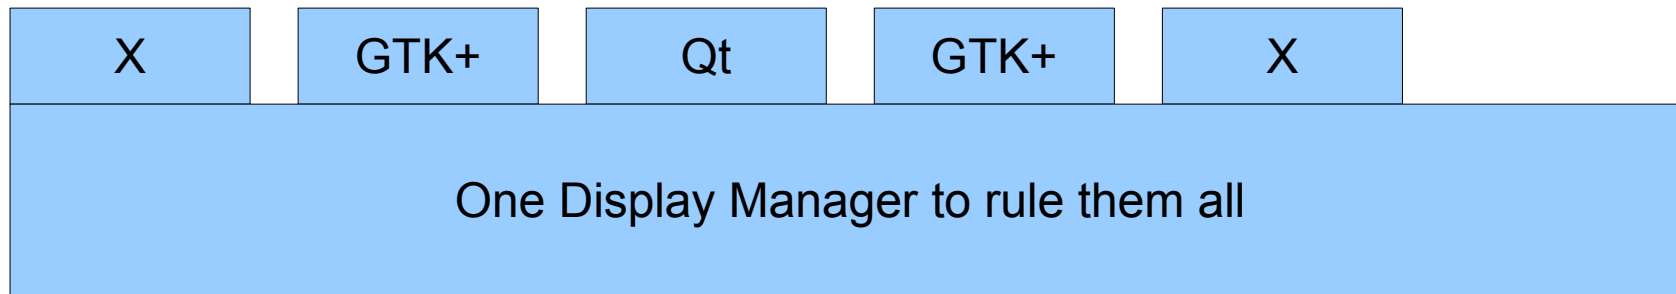 X GTK+ Qt GTK+ X
One Display Manager to rule them all